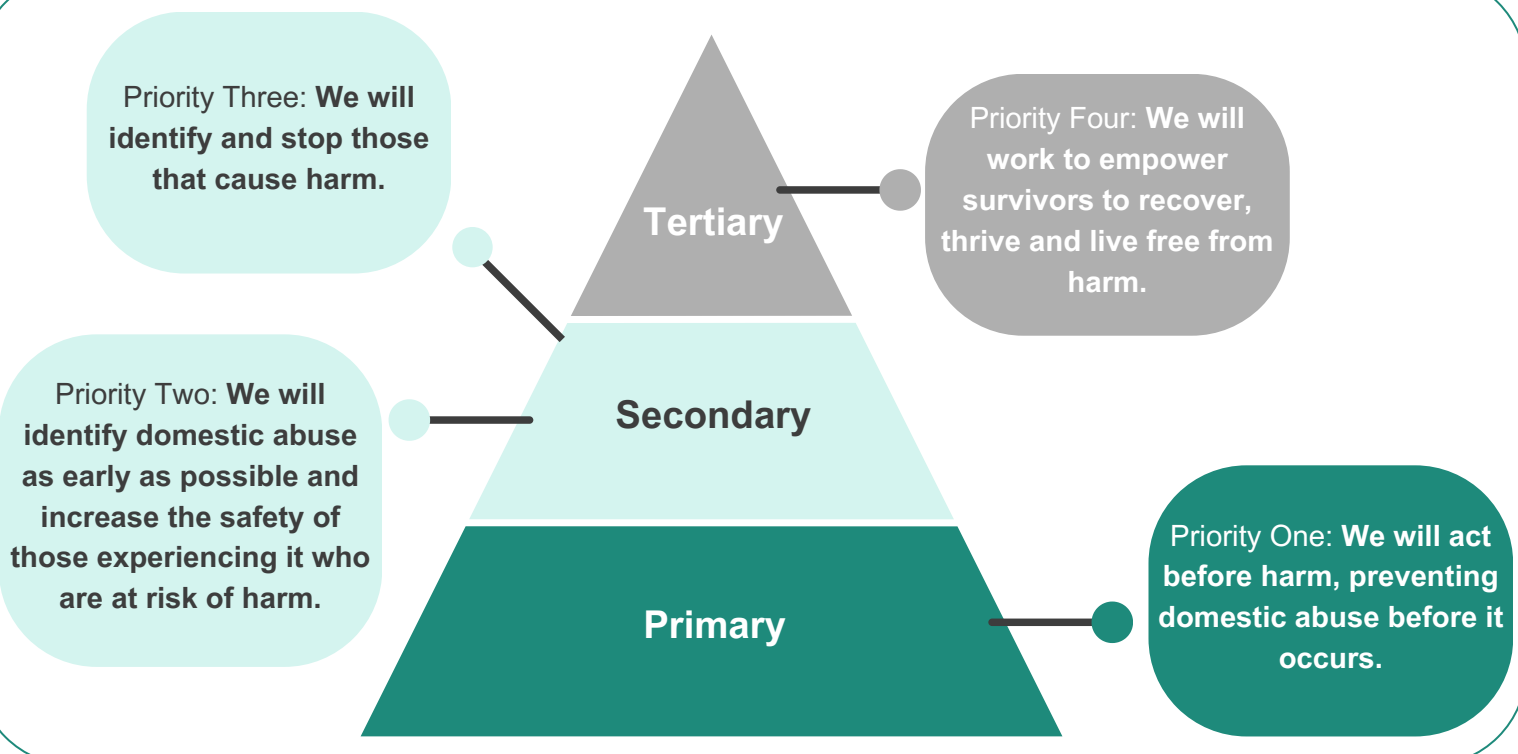 Priority Three: We will
identify and stop those
that cause harm.
Priority Four: We will
work to empower
survivors to recover,
thrive and live free from
harm.
Tertiary
Priority Two: We will
identify domestic abuse
as early as possible and
increase the safety of
those experiencing it who
are at risk of harm.
Secondary
Priority One: We will act
before harm, preventing
domestic abuse before it
occurs.
Primary